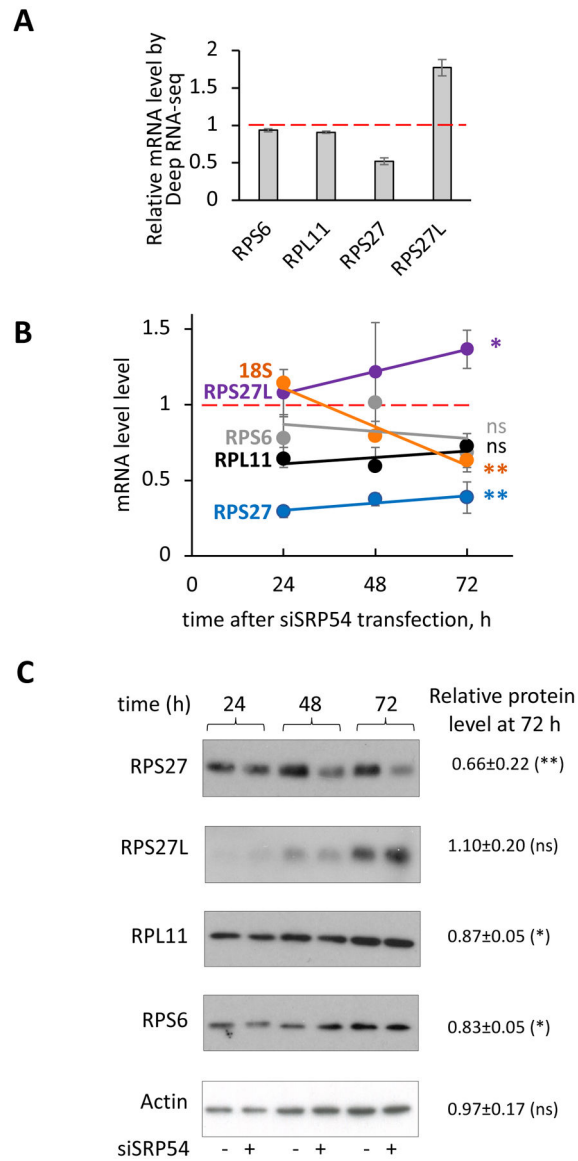 A
Relative mRNA level by
Deep RNA-seq
2
1.5
1
0.5
0
RPS6
RPL11
RPS27
RPS27L
B
mRNA level level
1.5
1
0.5
0
18S
RPS27L
RPS6
RPL11
RPS27
*
ns
ns
**
**
0 24 48 72
time after siSRP54 transfection, h
C
time (h) 24 48 72
Relative protein
level at 72 h
RPS27 0.66±0.22 (**)
RPS27L 1.10±0.20 (ns)
RPL11 0.87±0.05 (*)
RPS6 0.83±0.05 (*)
Actin 0.97±0.17 (ns)
siSRP54 - + - + - +